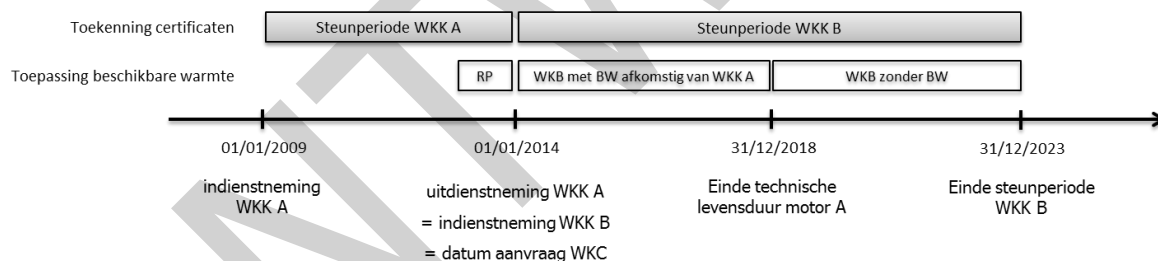 Toekenning certificaten
Steunperiode WKK A
Steunperiode WKK B
Toepassing beschikbare warmte
RP
WKB met BW afkomstig van WKK A
WKB zonder BW
01/01/2009
01/01/2014
31/12/2018
31/12/2023
indienstneming
WKK A
uitdienstneming WKK A
= indienstneming WKK B
= datum aanvraag WKC
Einde technische
levensduur motor A
Einde steunperiode
WKK B